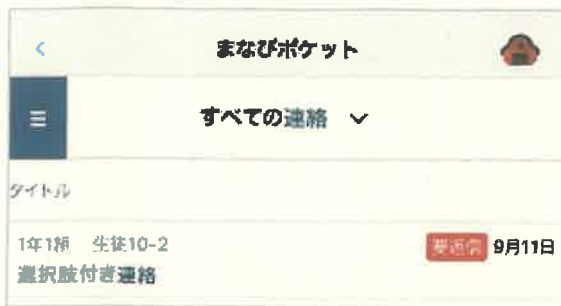 まなびポケット
すべての連絡
タイトル
1年1組 生徒10-2
要返信 9月11日
選択肢付き連絡